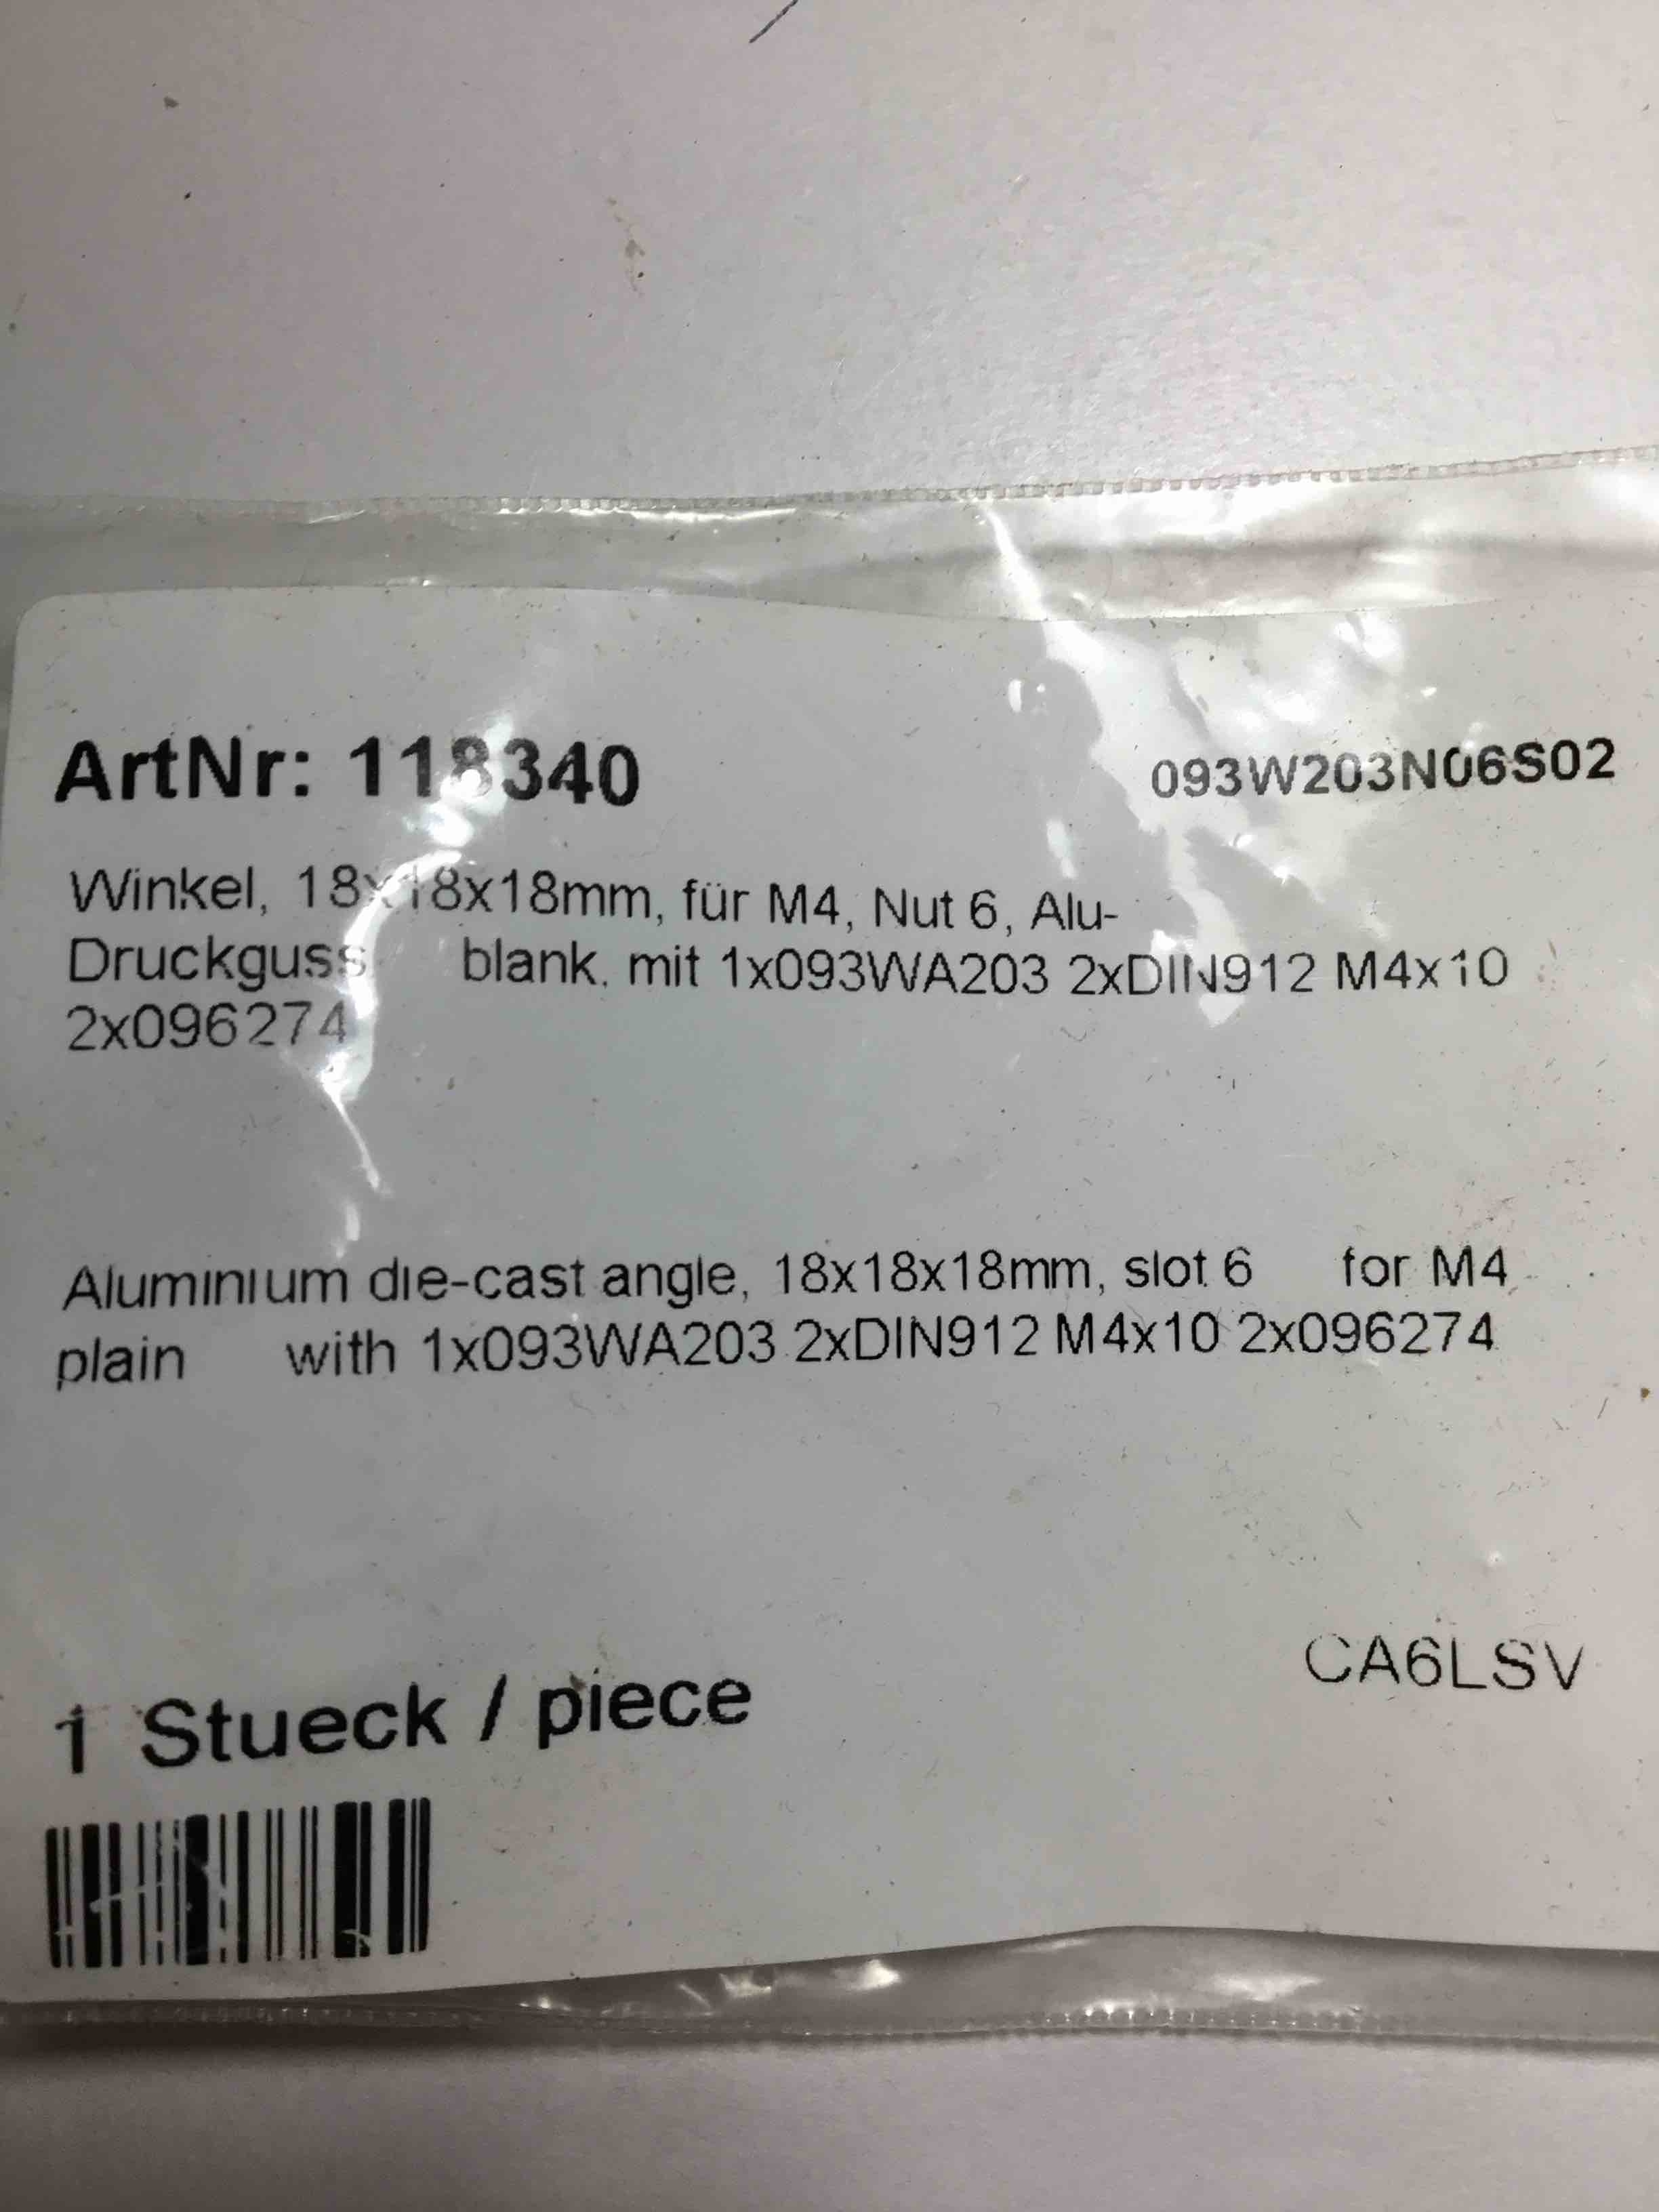 ArtNr: 118340 093W203N06S02
Winkel, 18x18x18mm, für M4, Nut 6, Alu-
Druckguss blank, mit 1x093WA203 2xDIN912 M4x10
2x096274
Aluminium die-cast angle, 18x18x18mm, slot 6 for M4
plain with 1x093WA203 2xDIN912 M4x10 2x096274
1 Stueck / piece CA6LSV